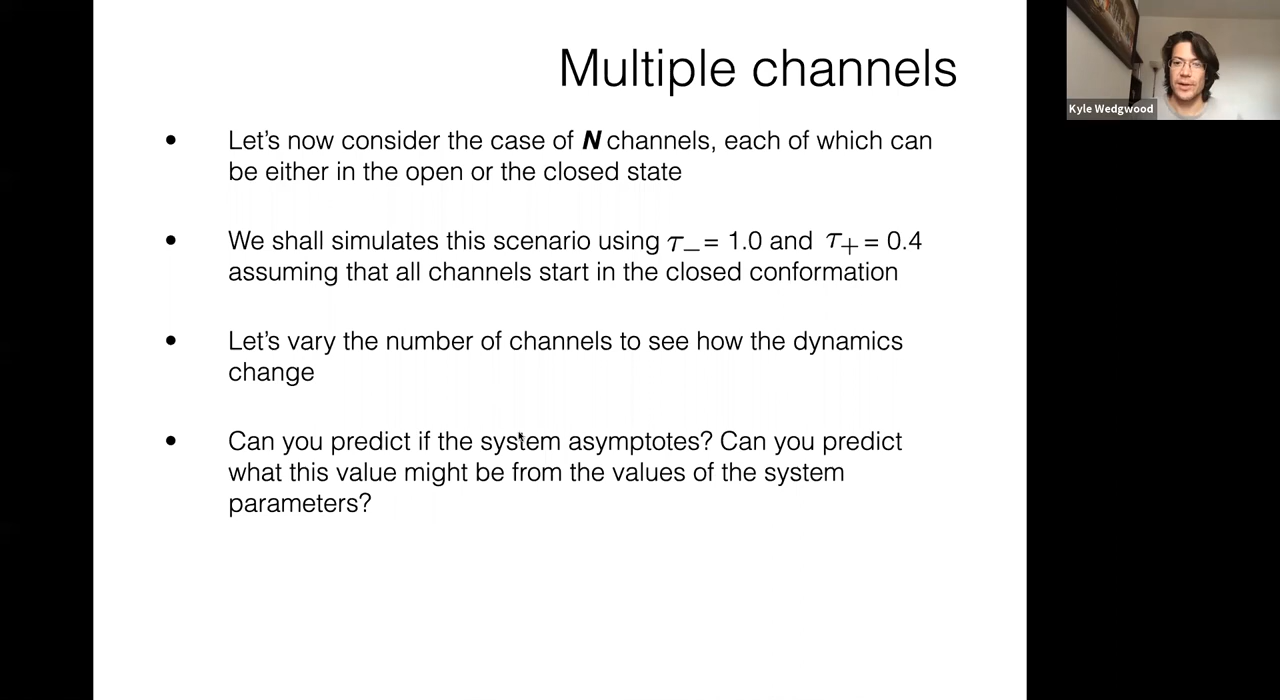 Multiple channels
Kyle Wedgwood
• Let's now consider the case of N channels, each of which can
be either in the open or the closed state
• We shall simulates this scenario using τ₋ = 1.0 and τ₊ = 0.4
assuming that all channels start in the closed conformation
• Let's vary the number of channels to see how the dynamics
change
• Can you predict if the system asymptotes? Can you predict
what this value might be from the values of the system
parameters?